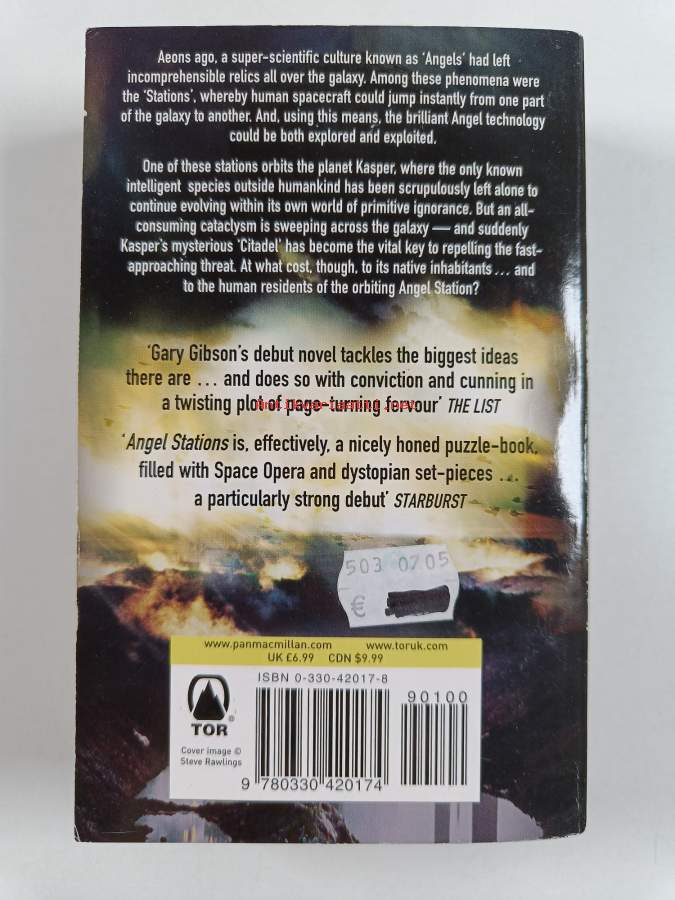 Aeons ago, a super-scientific culture known as 'Angels' had left
incomprehensible relics all over the galaxy. Among these phenomena were
the 'Stations', whereby human spacecraft could jump instantly from one part
of the galaxy to another. And, using this means, the brilliant Angel technology
could be both explored and exploited.
One of these stations orbits the planet Kasper, where the only known
intelligent species outside humankind has been scrupulously left alone to
continue evolving within its own world of primitive ignorance. But an all-
consuming cataclysm is sweeping across the galaxy — and suddenly
Kasper's mysterious 'Citadel' has become the vital key to repelling the fast-
approaching threat. At what cost, though, to its native inhabitants ... and
to the human residents of the orbiting Angel Station?
'Gary Gibson's debut novel tackles the biggest ideas
there are ... and does so with conviction and cunning in
a twisting plot of page-turning fervour' THE LIST
'Angel Stations is, effectively, a nicely honed puzzle-book,
filled with Space Opera and dystopian set-pieces ...
a particularly strong debut' STARBURST
503 0705
€
www.panmacmillan.com www.toruk.com
UK £6.99 CDN $9.99
ISBN 0-330-42017-8
90100
TOR®
Cover image ©
Steve Rawlings
9 780330 420174